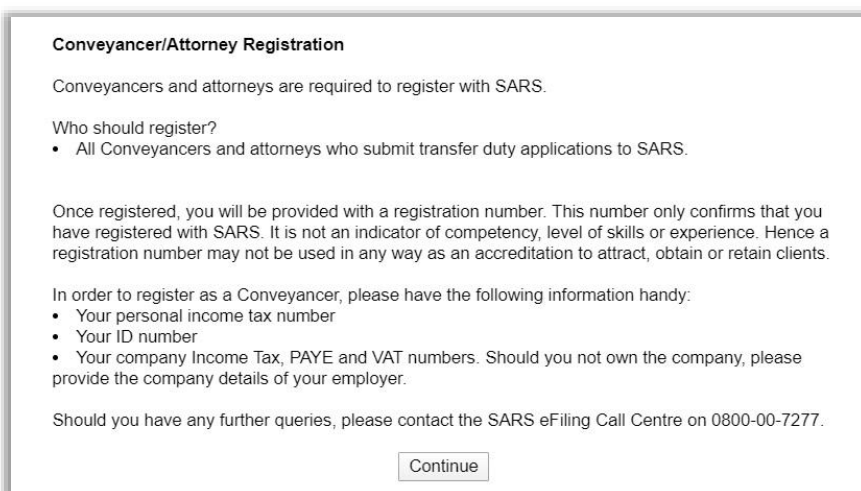 Conveyancer/Attorney Registration
Conveyancers and attorneys are required to register with SARS.
Who should register?
• All Conveyancers and attorneys who submit transfer duty applications to SARS.
Once registered, you will be provided with a registration number. This number only confirms that you
have registered with SARS. It is not an indicator of competency, level of skills or experience. Hence a
registration number may not be used in any way as an accreditation to attract, obtain or retain clients.
In order to register as a Conveyancer, please have the following information handy:
• Your personal income tax number
• Your ID number
• Your company Income Tax, PAYE and VAT numbers. Should you not own the company, please
provide the company details of your employer.
Should you have any further queries, please contact the SARS eFiling Call Centre on 0800-00-7277.
Continue